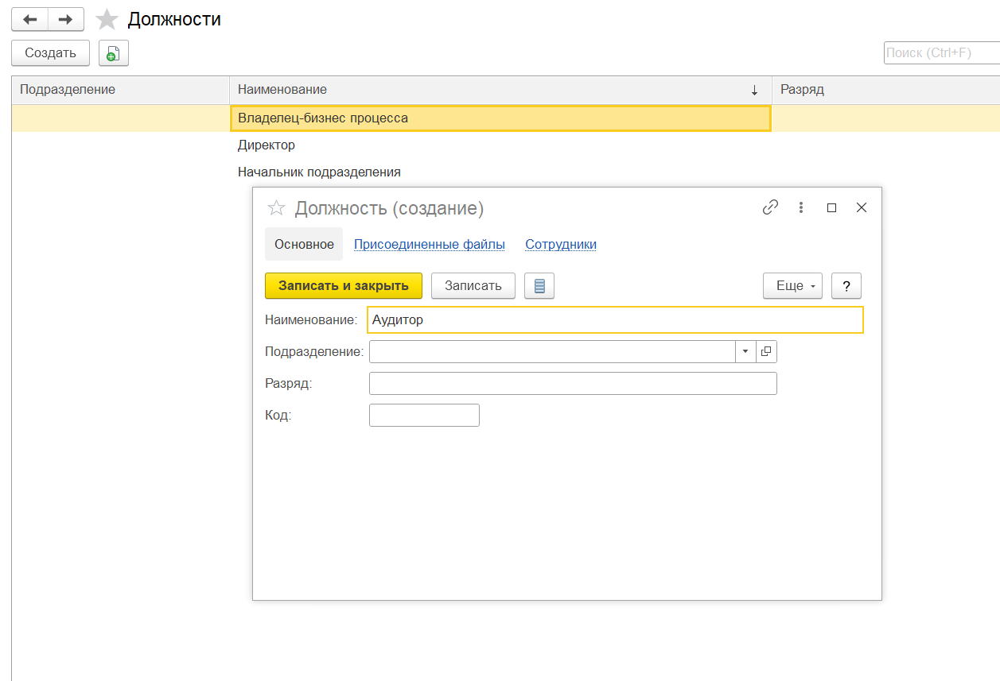 Должности
Создать
Поиск (Ctrl+F)
Подразделение Наименование ↓ Разряд
Владелец-бизнес процесса
Директор
Начальник подразделения
Должность (создание)
Основное Присоединенные файлы Сотрудники
Записать и закрыть Записать Еще ?
Наименование: Аудитор
Подразделение:
Разряд:
Код: